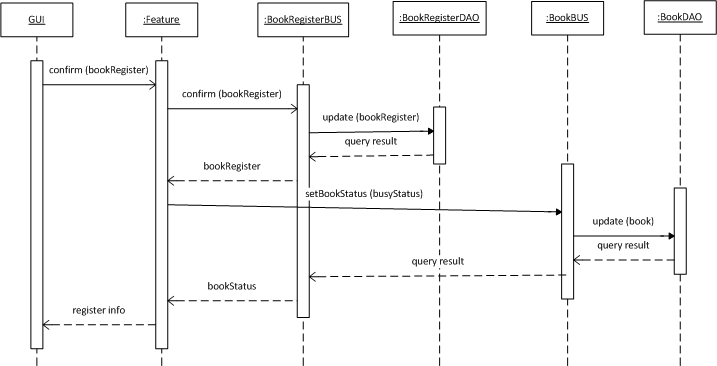 GUI
:Feature
:BookRegisterBUS
:BookRegisterDAO
:BookBUS
:BookDAO
confirm (bookRegister)
confirm (bookRegister)
update (bookRegister)
query result
bookRegister
setBookStatus (busyStatus)
update (book)
query result
query result
bookStatus
register info